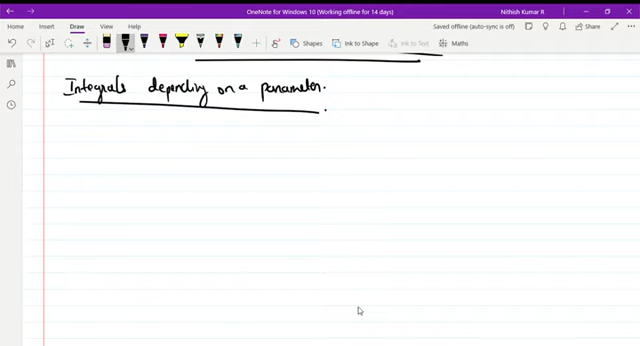 OneNote for Windows 10 (Working offline for 14 days)
Nithish Kumar R
Home Insert Draw View Help
Saved offline (auto-sync is off)
Share
Shapes Ink to Shape Ink to Text Maths
Integrals depending on a parameter.